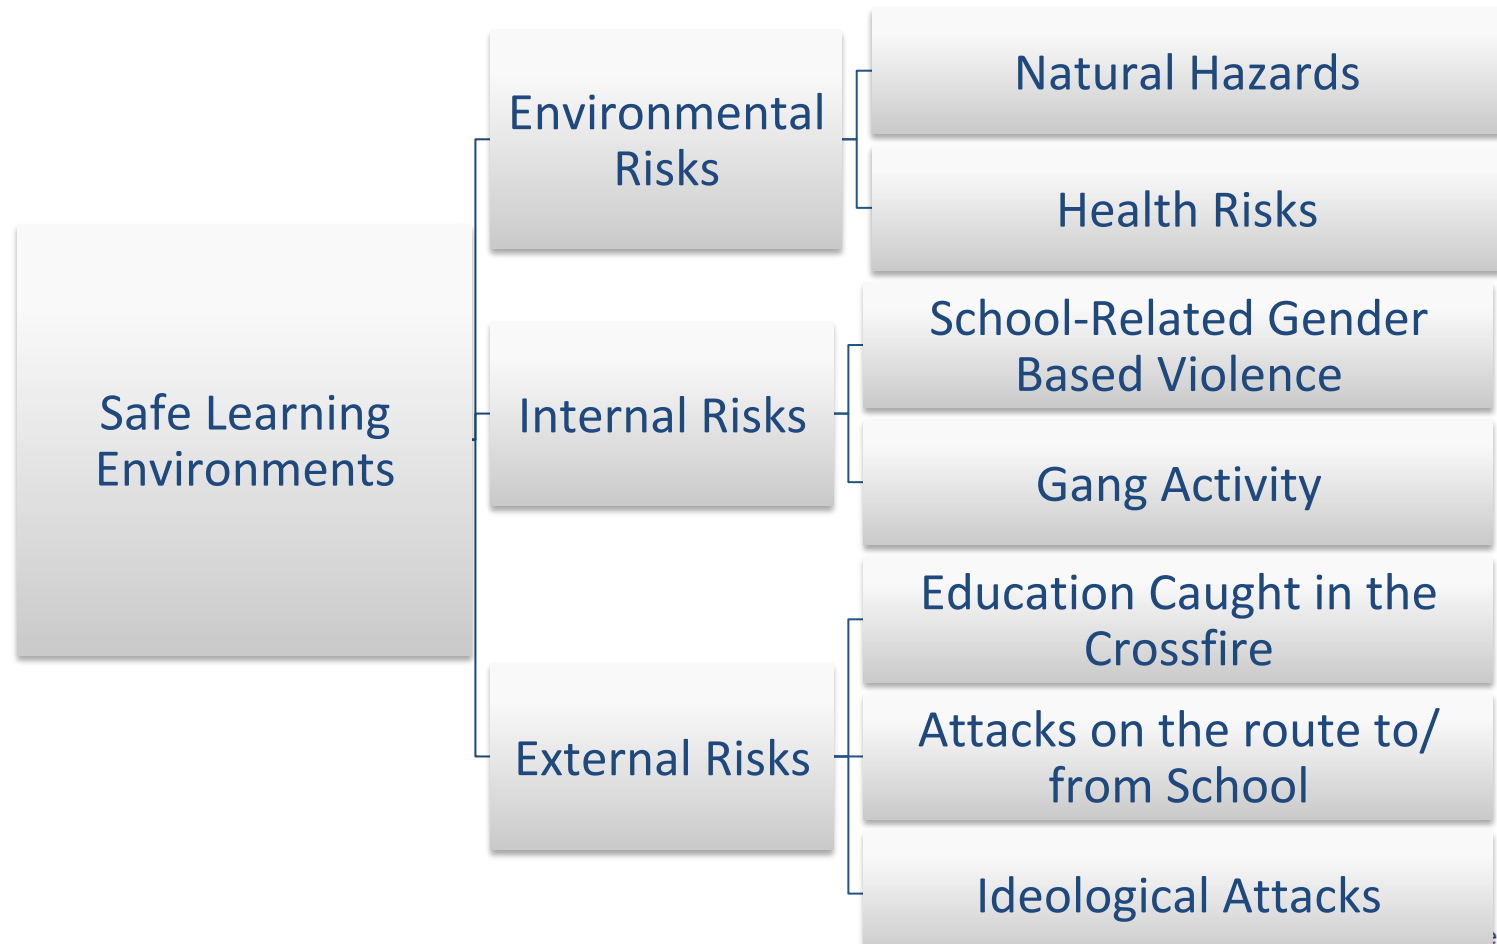 Safe Learning
Environments
Environmental
Risks
Natural Hazards
Health Risks
Internal Risks
School-Related Gender
Based Violence
Gang Activity
External Risks
Education Caught in the
Crossfire
Attacks on the route to/
from School
Ideological Attacks